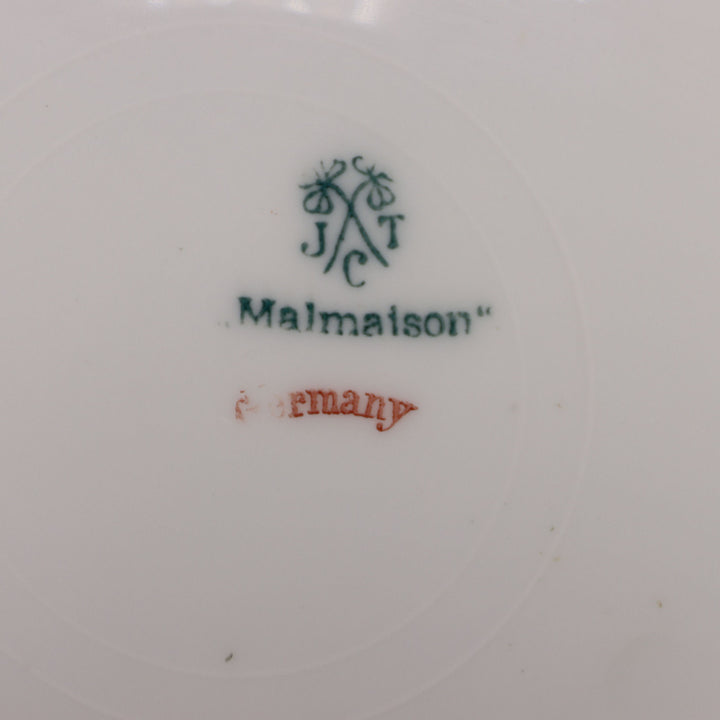 J C T
„Malmaison“
Germany